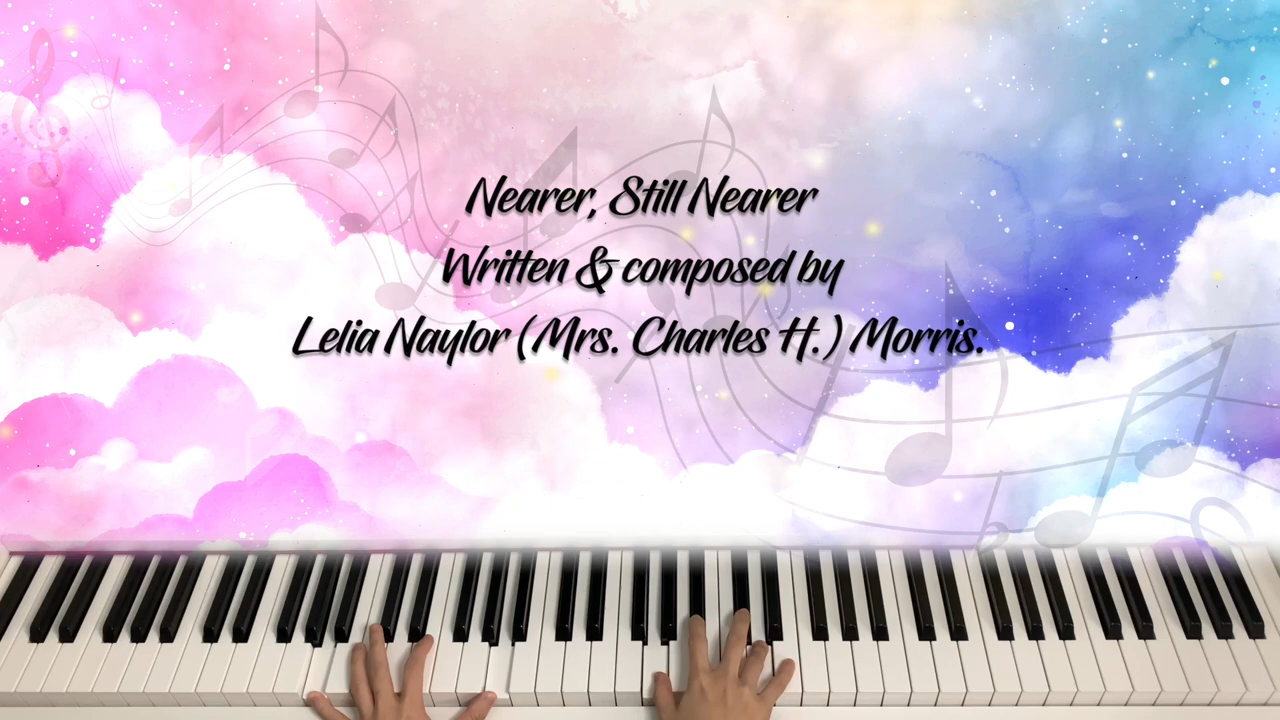 Nearer, Still Nearer
Written & composed by
Lelia Naylor (Mrs. Charles H.) Morris.